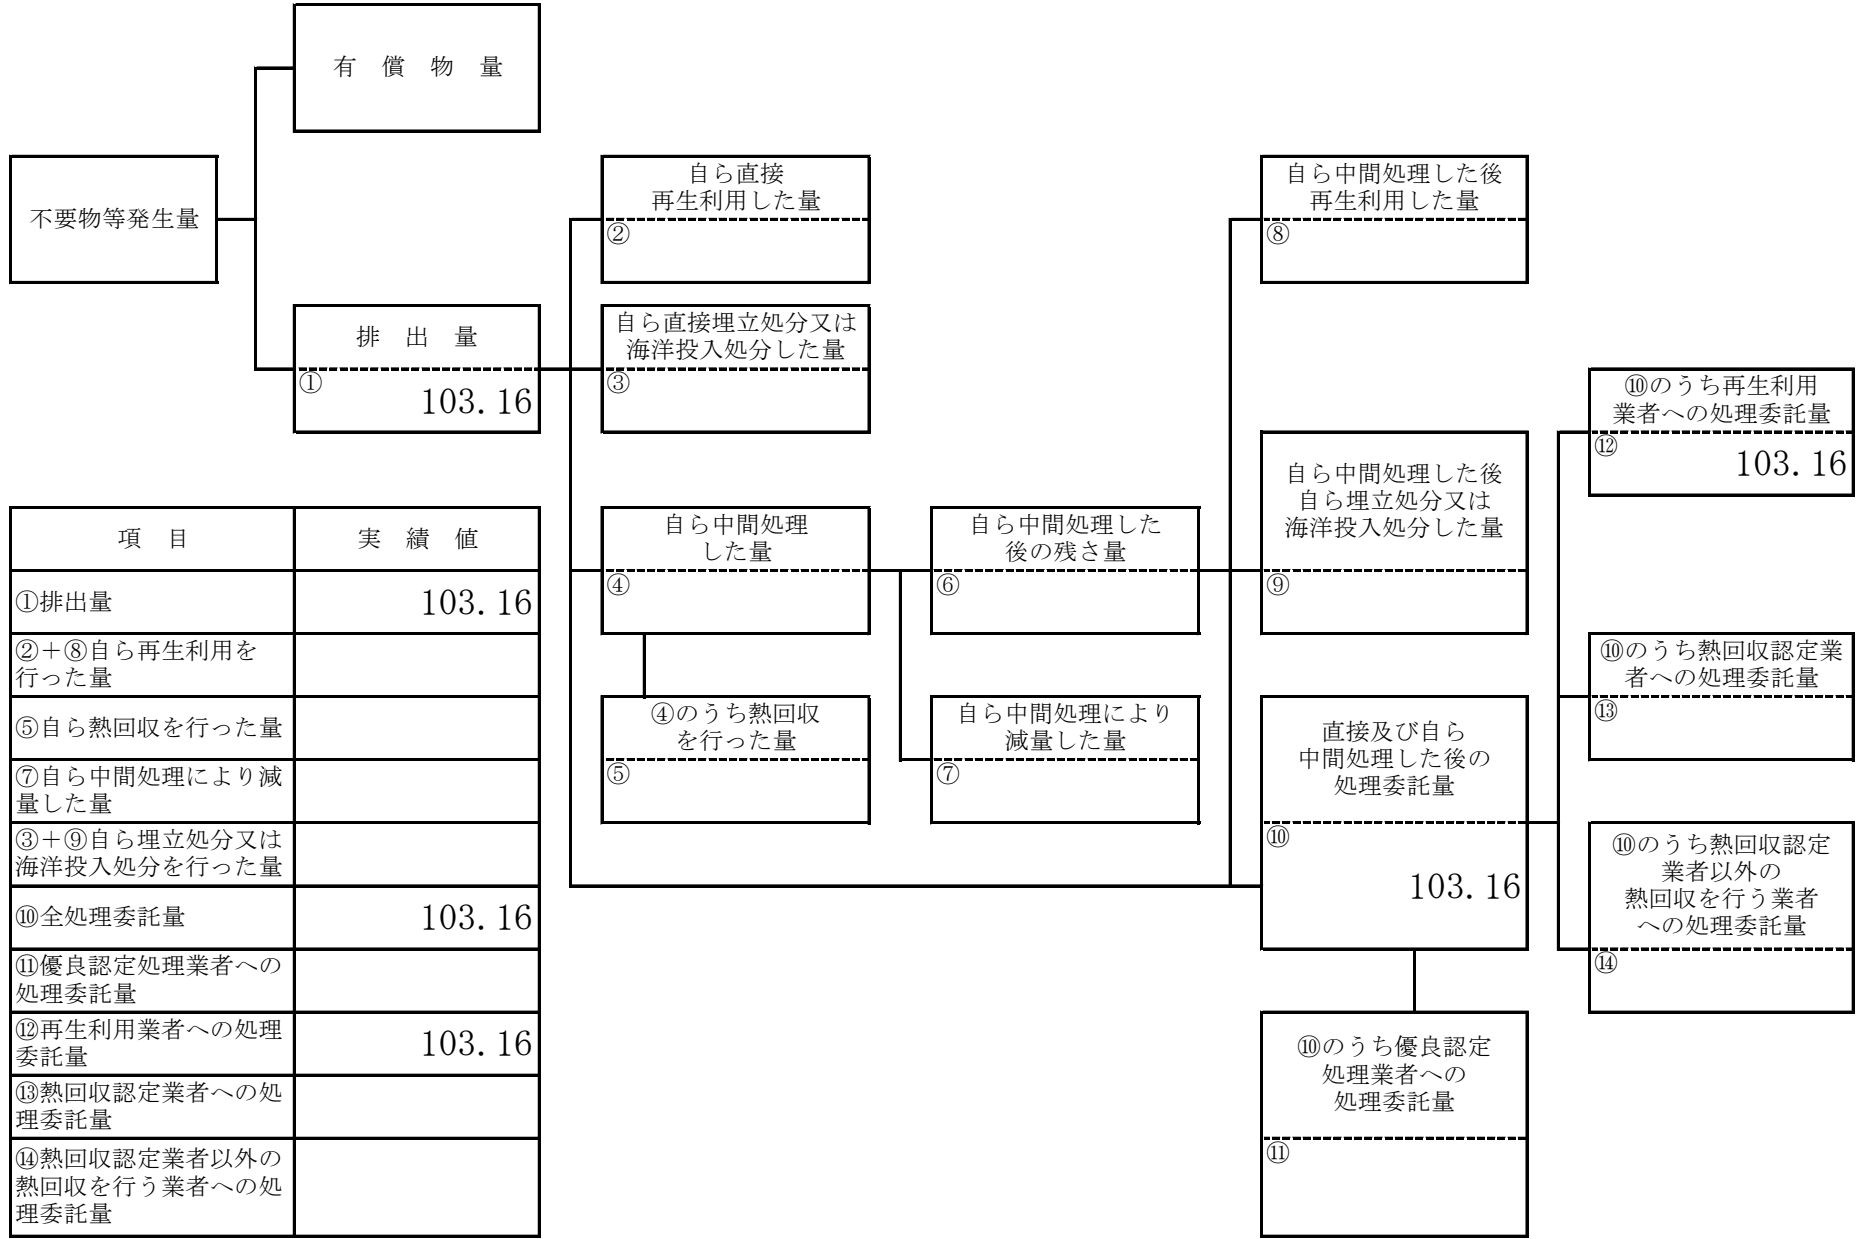 有　償　物　量
不要物等発生量
排　出　量
①
103.16
自ら直接
再生利用した量
②
自ら直接埋立処分又は
海洋投入処分した量
③
自ら中間処理
した量
④
④のうち熱回収
を行った量
⑤
自ら中間処理した
後の残さ量
⑥
自ら中間処理により
減量した量
⑦
自ら中間処理した後
再生利用した量
⑧
自ら中間処理した後
自ら埋立処分又は
海洋投入処分した量
⑨
直接及び自ら
中間処理した後の
処理委託量
⑩
103.16
⑩のうち優良認定
処理業者への
処理委託量
⑪
⑩のうち再生利用
業者への処理委託量
⑫
103.16
⑩のうち熱回収認定業
者への処理委託量
⑬
⑩のうち熱回収認定
業者以外の
熱回収を行う業者
への処理委託量
⑭
項　目
実　績　値
①排出量
103.16
②＋⑧自ら再生利用を
行った量
⑤自ら熱回収を行った量
⑦自ら中間処理により減
量した量
③＋⑨自ら埋立処分又は
海洋投入処分を行った量
⑩全処理委託量
103.16
⑪優良認定処理業者への
処理委託量
⑫再生利用業者への処理
委託量
103.16
⑬熱回収認定業者への処
理委託量
⑭熱回収認定業者以外の
熱回収を行う業者への処
理委託量